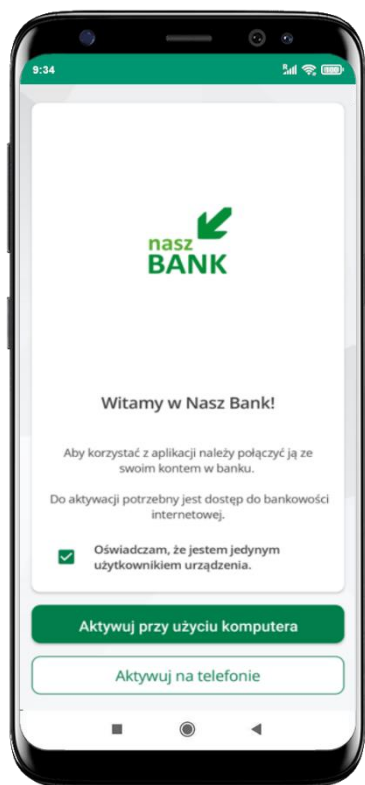 9:34
100
nasz
BANK
Witamy w Nasz Bank!
Aby korzystać z aplikacji należy połączyć ją ze
swoim kontem w banku.
Do aktywacji potrzebny jest dostęp do bankowości
internetowej.
Oświadczam, że jestem jedynym
użytkownikiem urządzenia.
Aktywuj przy użyciu komputera
Aktywuj na telefonie